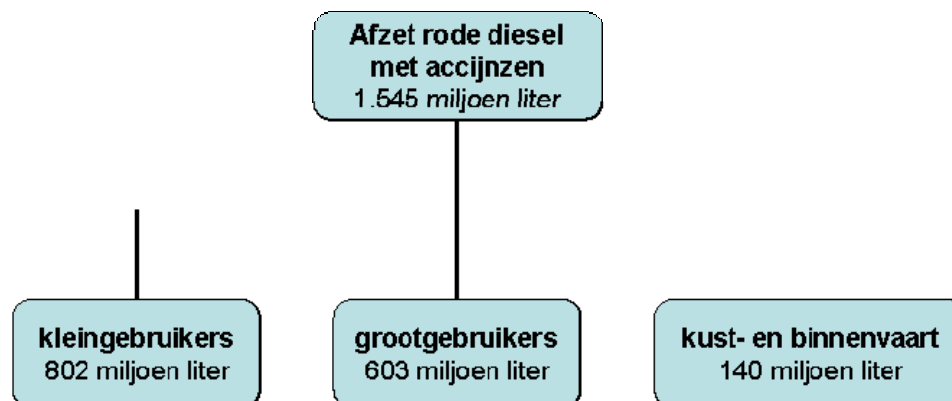 Afzet rode diesel
met accijnzen
1.545 miljoen liter
kleingebruikers
802 miljoen liter
grootgebruikers
603 miljoen liter
kust- en binnenvaart
140 miljoen liter